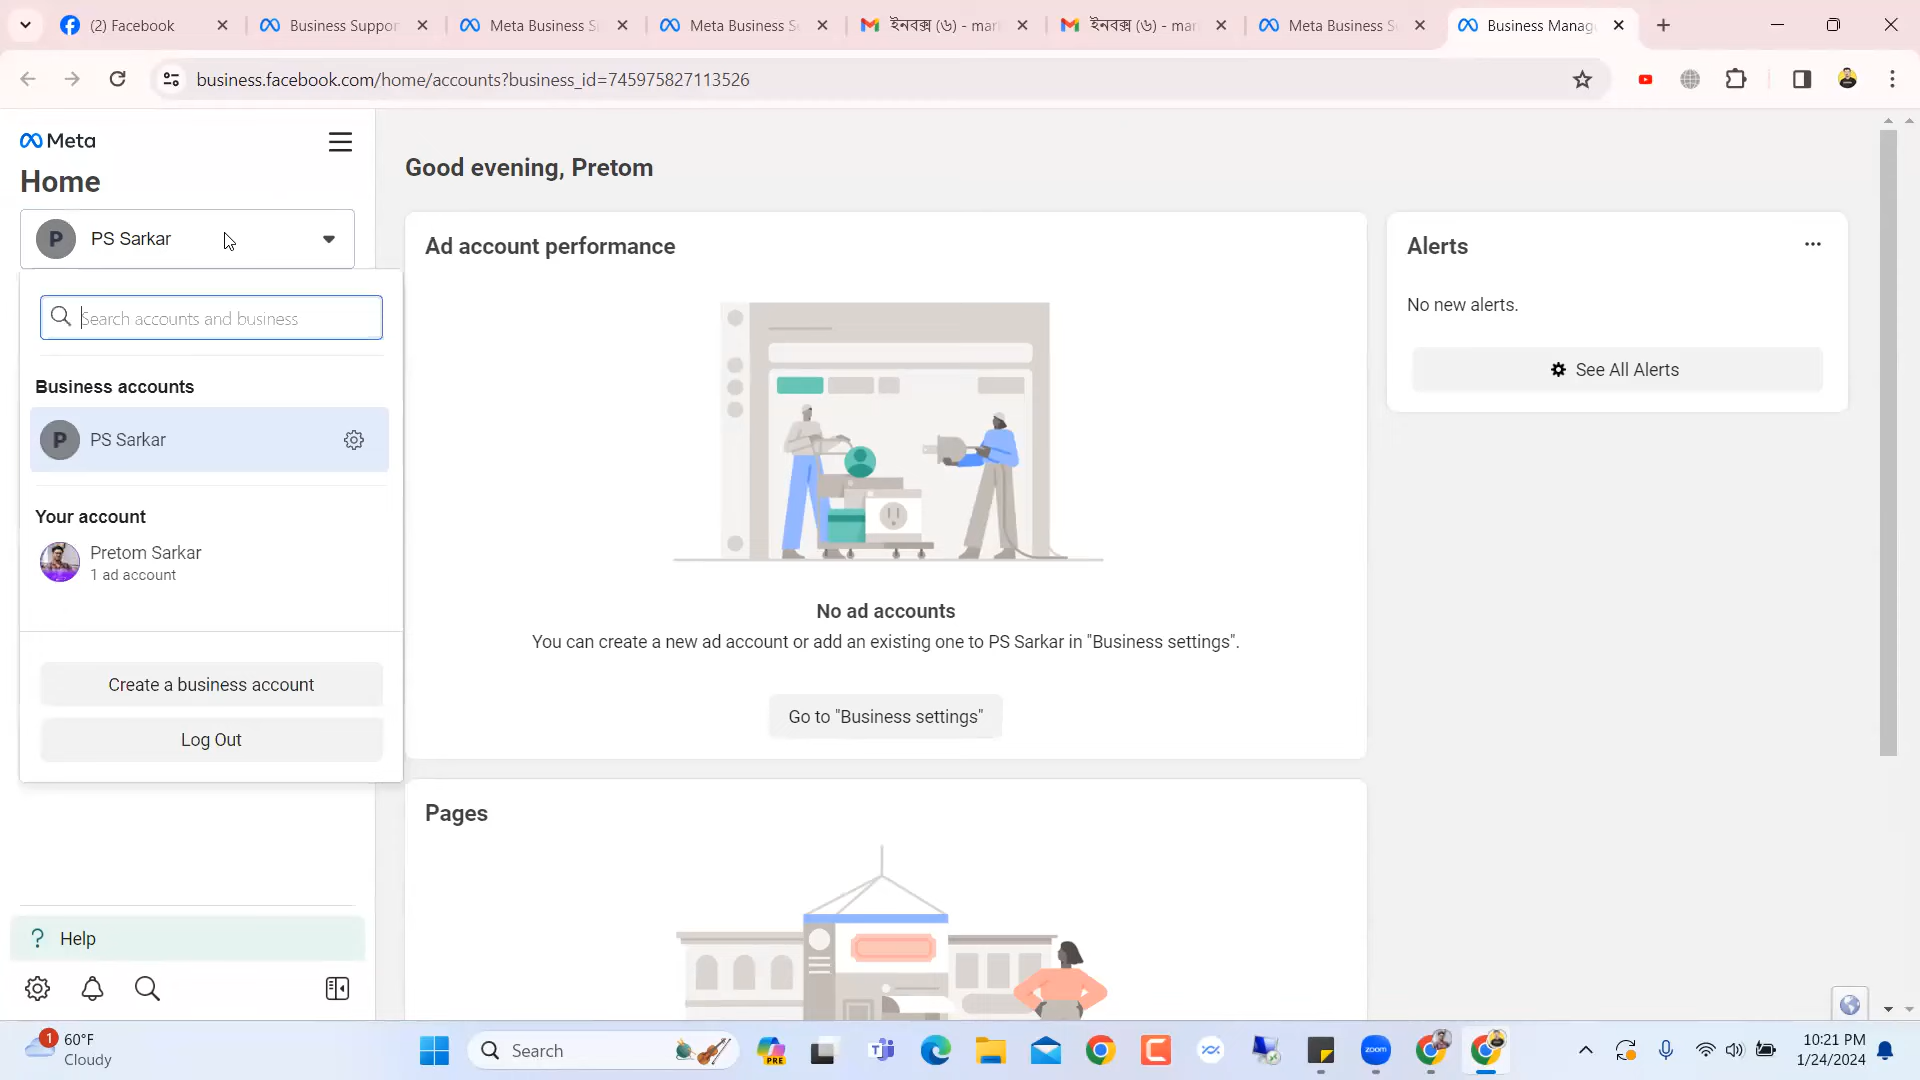 (2) Facebook
Business Suppor
Meta Business S
Meta Business S
ইনবক্স (৬) - mar
ইনবক্স (৬) - mar
Meta Business S
Business Manag
business.facebook.com/home/accounts?business_id=745975827113526
Meta
Home
P PS Sarkar
Search accounts and business
Business accounts
P PS Sarkar
Your account
Pretom Sarkar
1 ad account
Create a business account
Log Out
? Help
Good evening, Pretom
Ad account performance
No ad accounts
You can create a new ad account or add an existing one to PS Sarkar in "Business settings".
Go to "Business settings"
Pages
Alerts
No new alerts.
See All Alerts
1
60°F
Cloudy
Search
PRE
zoom
10:21 PM
1/24/2024